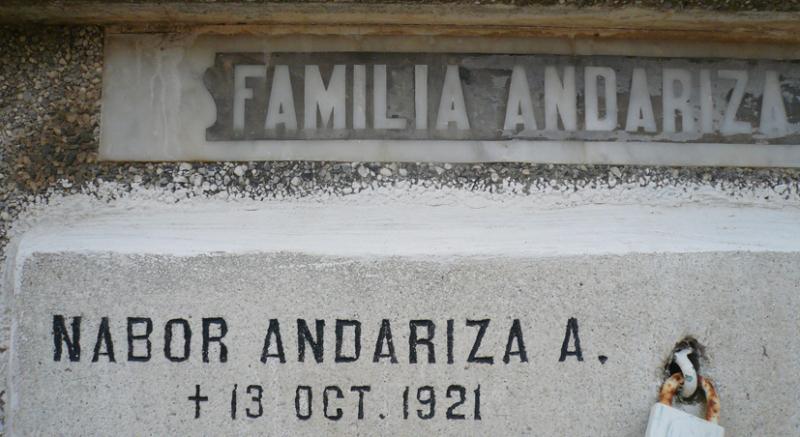 FAMILIA ANDARIZA
NABOR ANDARIZA A.
+ 13 OCT. 1921